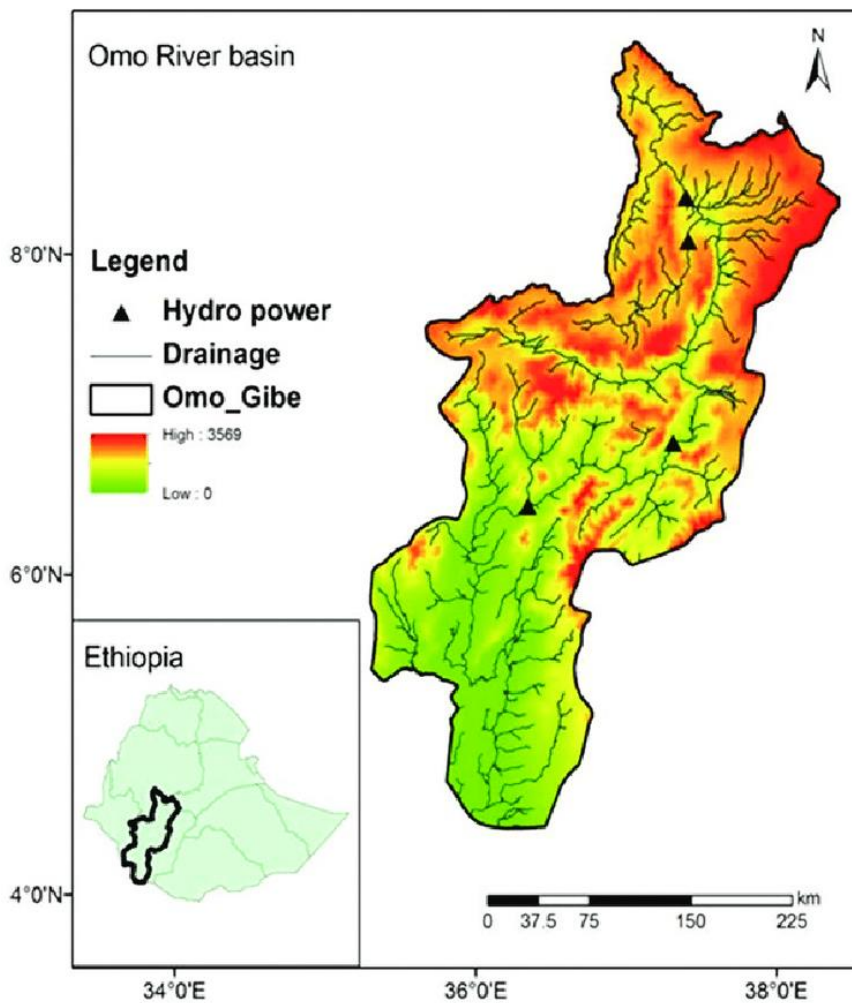 Omo River basin
N
8°0'N
Legend
Hydro power
Drainage
Omo_Gibe
High : 3569
Low : 0
6°0'N
Ethiopia
4°0'N
km
0 37.5 75 150 225
34°0'E 36°0'E 38°0'E